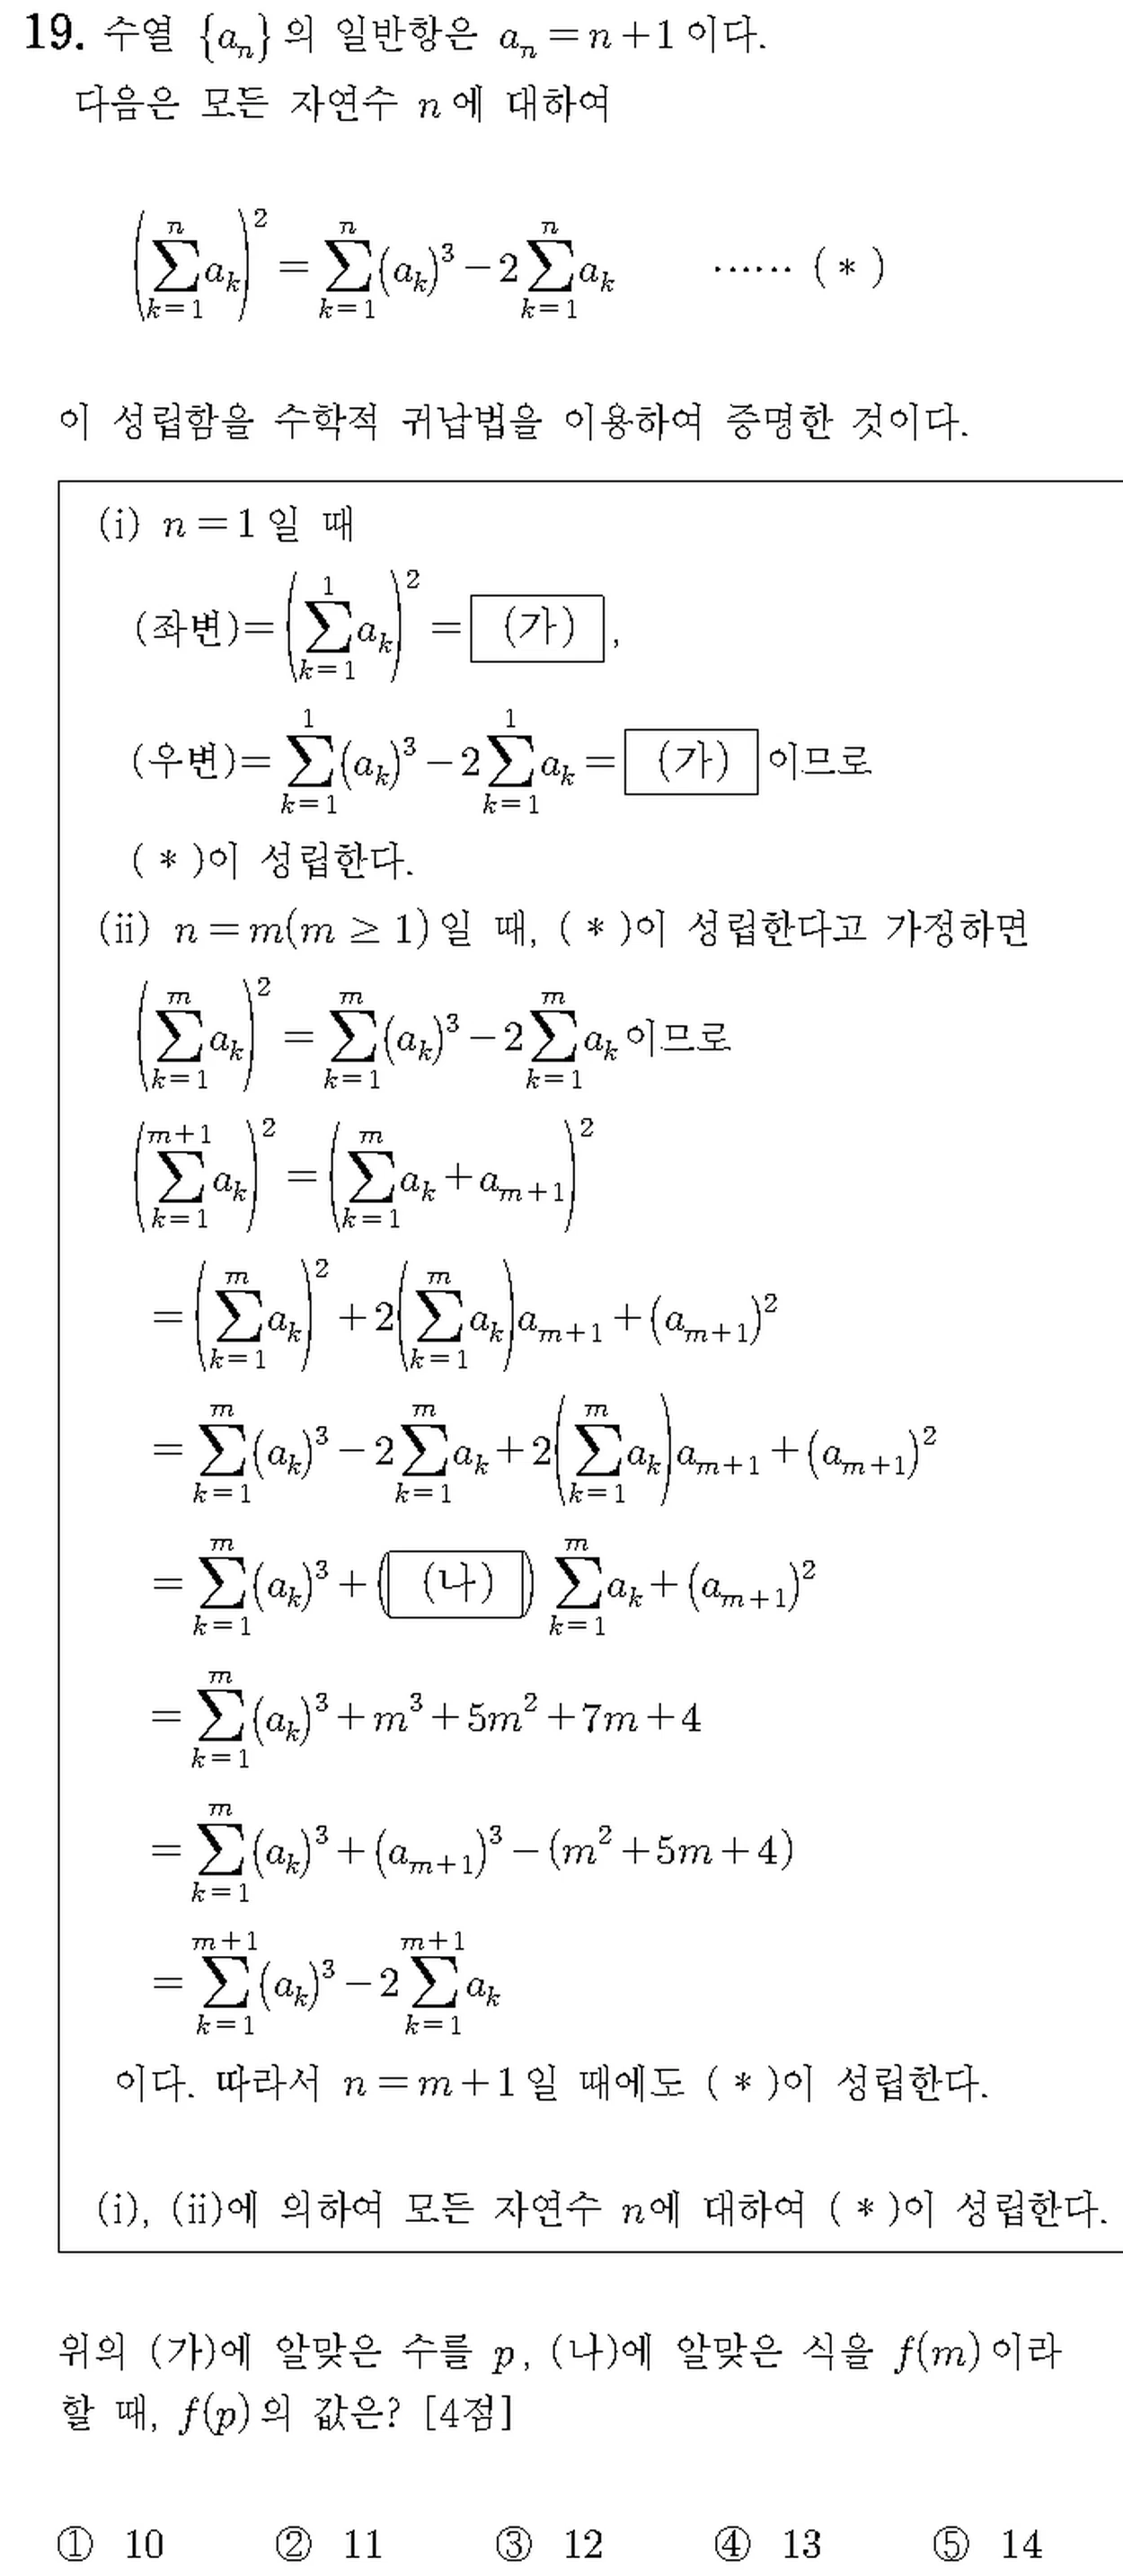 19. 수열 {aₙ}의 일반항은 aₙ = n+1이다.
다음은 모든 자연수 n에 대하여
(∑_{k=1}^{n} a_k)^2 = ∑_{k=1}^{n} (a_k)^3 − 2∑_{k=1}^{n} a_k ⋯⋯ (*)
이 성립함을 수학적 귀납법을 이용하여 증명한 것이다.
(i) n=1일 때
(좌변)= (∑_{k=1}^{1} a_k)^2 = (가) ,
(우변)= ∑_{k=1}^{1} (a_k)^3 − 2∑_{k=1}^{1} a_k = (가) 이므로
(*)이 성립한다.
(ii) n=m(m ≥ 1)일 때, (*)이 성립한다고 가정하면
(∑_{k=1}^{m} a_k)^2 = ∑_{k=1}^{m} (a_k)^3 − 2∑_{k=1}^{m} a_k 이므로
(∑_{k=1}^{m+1} a_k)^2 = (∑_{k=1}^{m} a_k + a_{m+1})^2
= (∑_{k=1}^{m} a_k)^2 + 2(∑_{k=1}^{m} a_k)a_{m+1} + (a_{m+1})^2
= ∑_{k=1}^{m} (a_k)^3 − 2∑_{k=1}^{m} a_k + 2(∑_{k=1}^{m} a_k)a_{m+1} + (a_{m+1})^2
= ∑_{k=1}^{m} (a_k)^3 + ( (나) ) ∑_{k=1}^{m} a_k + (a_{m+1})^2
= ∑_{k=1}^{m} (a_k)^3 + m^3 + 5m^2 + 7m + 4
= ∑_{k=1}^{m} (a_k)^3 + (a_{m+1})^3 − (m^2 + 5m + 4)
= ∑_{k=1}^{m+1} (a_k)^3 − 2∑_{k=1}^{m+1} a_k
이다. 따라서 n=m+1일 때에도 (*)이 성립한다.
(i), (ii)에 의하여 모든 자연수 n에 대하여 (*)이 성립한다.
위의 (가)에 알맞은 수를 p, (나)에 알맞은 식을 f(m)이라
할 때, f(p)의 값은? [4점]
① 10 ② 11 ③ 12 ④ 13 ⑤ 14